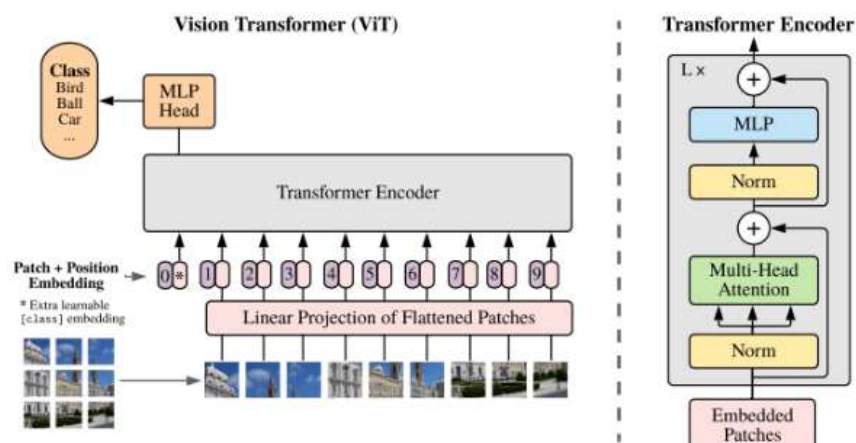 Vision Transformer (ViT)
Class
Bird
Ball
Car
...
MLP
Head
Transformer Encoder
Patch + Position
Embedding
* Extra learnable
[class] embedding
0 * 1 2 3 4 5 6 7 8 9
Linear Projection of Flattened Patches
Transformer Encoder
L ×
+
MLP
Norm
+
Multi-Head
Attention
Norm
Embedded
Patches